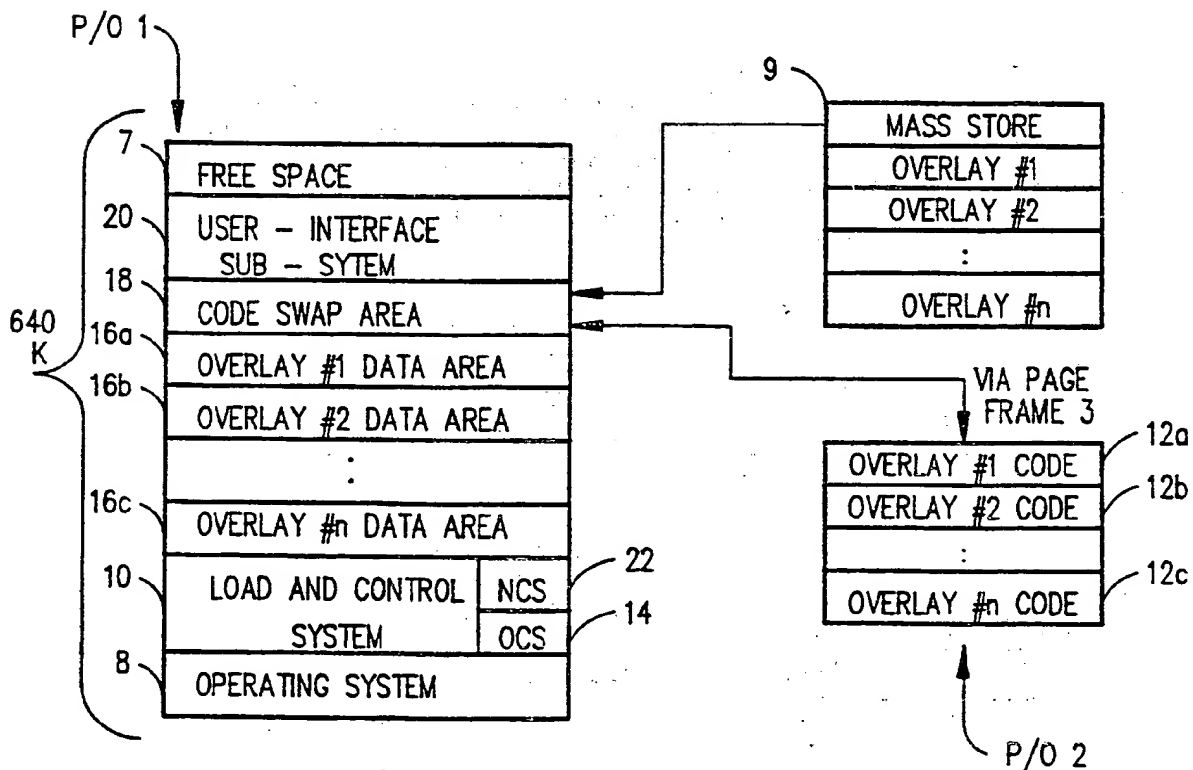 P/O 1
640
K
7
FREE SPACE
20
USER - INTERFACE
SUB - SYTEM
18
CODE SWAP AREA
16a
OVERLAY #1 DATA AREA
16b
OVERLAY #2 DATA AREA
:
16c
OVERLAY #n DATA AREA
10
LOAD AND CONTROL
SYSTEM
NCS
22
OCS
14
8
OPERATING SYSTEM
9
MASS STORE
OVERLAY #1
OVERLAY #2
:
OVERLAY #n
VIA PAGE
FRAME 3
OVERLAY #1 CODE
12a
OVERLAY #2 CODE
12b
:
OVERLAY #n CODE
12c
P/O 2